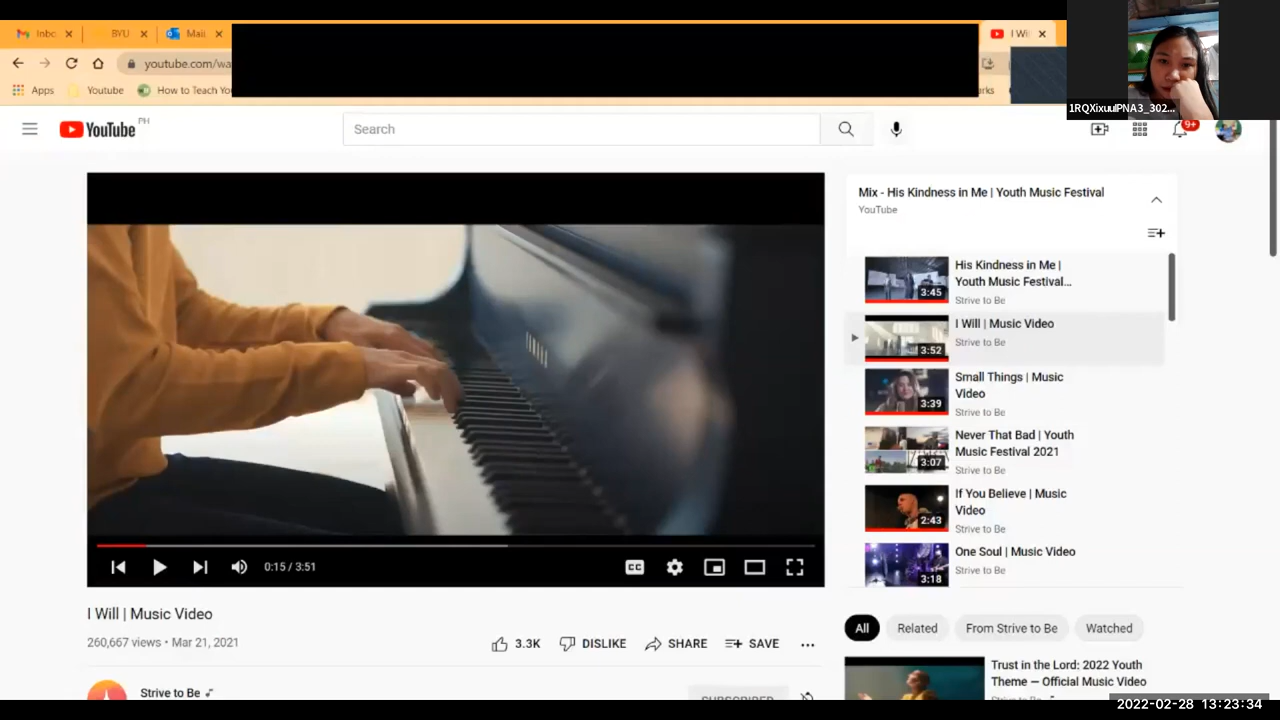 Inbc
BYU
Mail
I Wi
youtube.com/wa
Apps
Youtube
How to Teach Yo
arks
1RQXixuulPNA3_302...
YouTube PH
Search
9+
Mix - His Kindness in Me | Youth Music Festival
YouTube
His Kindness in Me |
Youth Music Festival...
Strive to Be
3:45
I Will | Music Video
Strive to Be
3:52
Small Things | Music
Video
Strive to Be
3:39
Never That Bad | Youth
Music Festival 2021
Strive to Be
3:07
If You Believe | Music
Video
Strive to Be
2:43
One Soul | Music Video
Strive to Be
3:18
0:15 / 3:51
CC
I Will | Music Video
260,667 views • Mar 21, 2021
3.3K
DISLIKE
SHARE
SAVE
All
Related
From Strive to Be
Watched
Trust in the Lord: 2022 Youth
Theme — Official Music Video
Strive to Be
SUBSCRIBED
2022-02-28 13:23:34